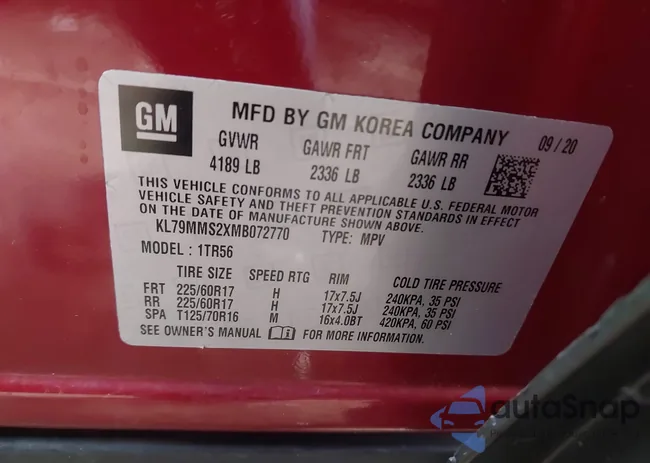 GM
MFD BY GM KOREA COMPANY 09/20
GVWR GAWR FRT GAWR RR
4189 LB 2336 LB 2336 LB
THIS VEHICLE CONFORMS TO ALL APPLICABLE U.S. FEDERAL MOTOR
VEHICLE SAFETY AND THEFT PREVENTION STANDARDS IN EFFECT
ON THE DATE OF MANUFACTURE SHOWN ABOVE.
KL79MMS2XMB072770 TYPE: MPV
MODEL: 1TR56
TIRE SIZE SPEED RTG RIM COLD TIRE PRESSURE
FRT 225/60R17 H 17x7.5J 240KPA, 35 PSI
RR 225/60R17 H 17x7.5J 240KPA, 35 PSI
SPA T125/70R16 M 16x4.0BT 420KPA, 60 PSI
SEE OWNER'S MANUAL FOR MORE INFORMATION.
autoSnap